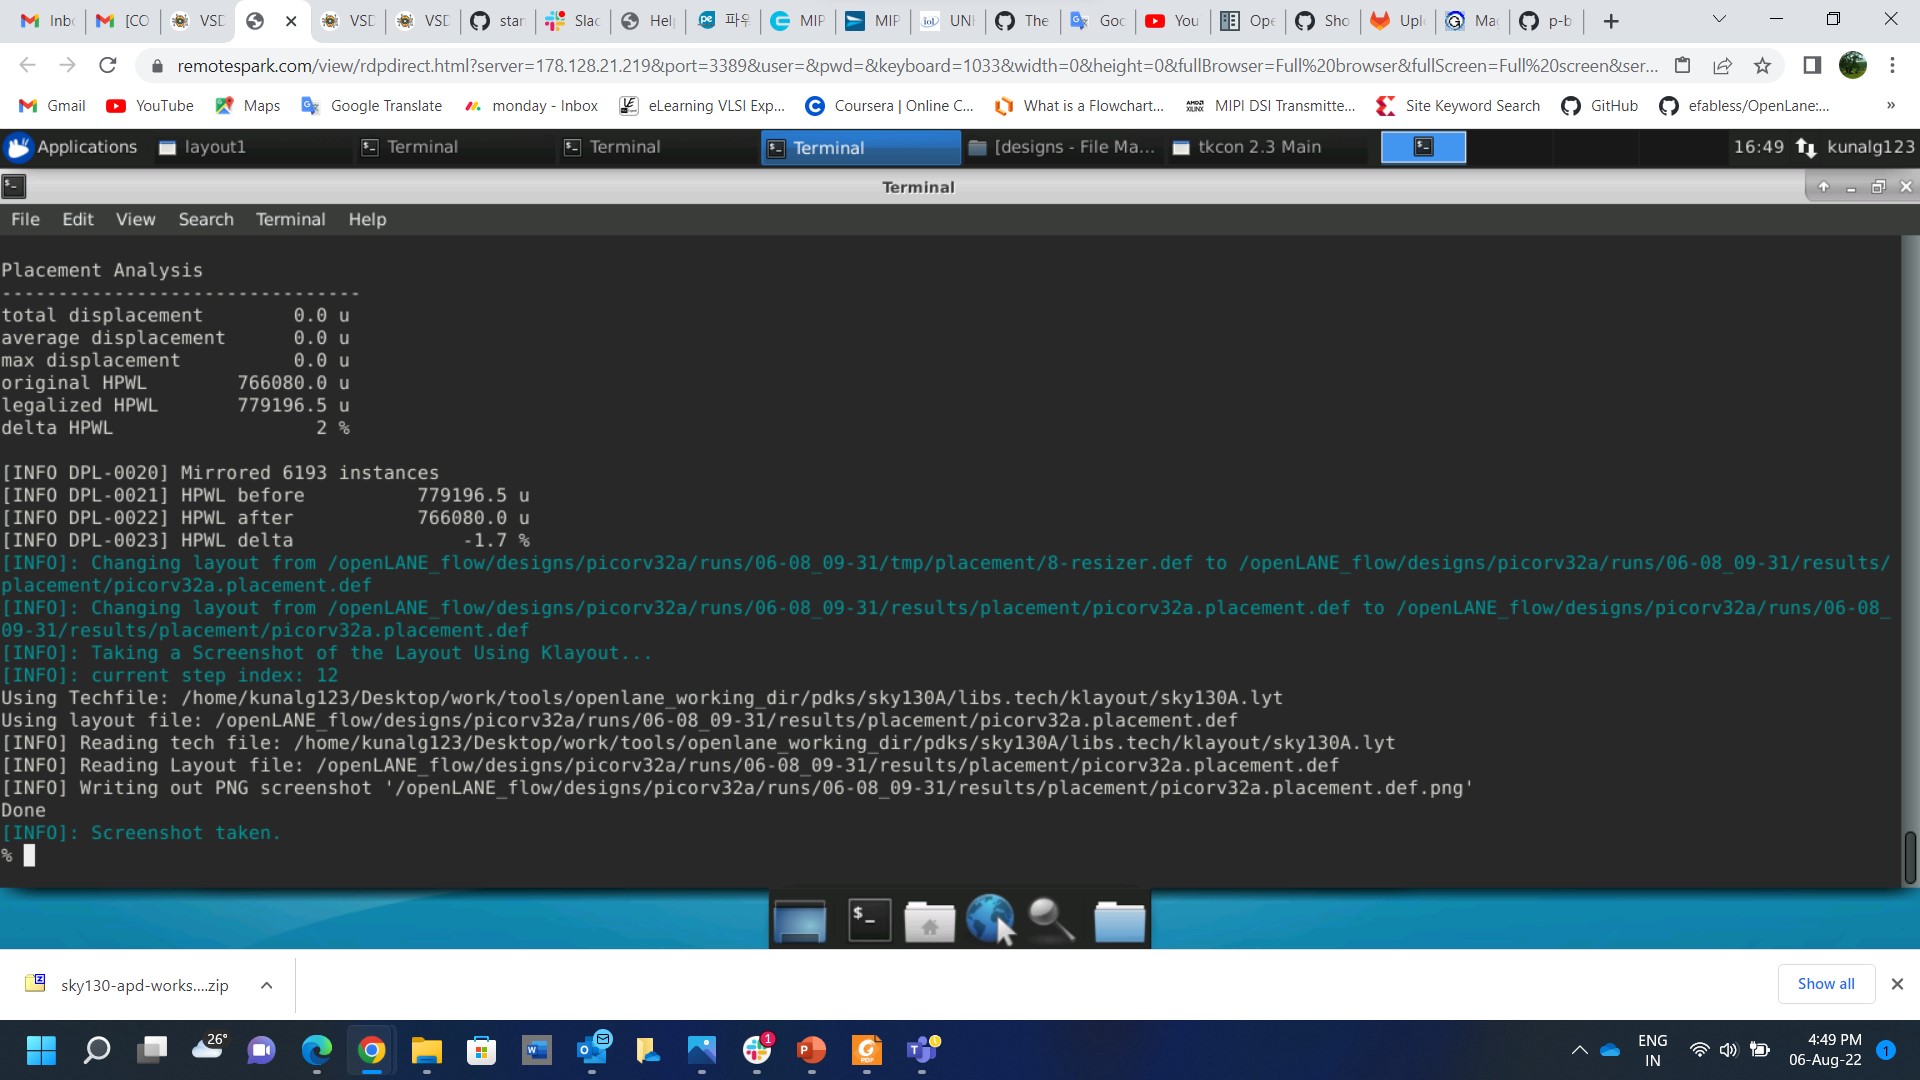 Inb
[CO
VSD
VSD
VSD
star
Slac
Hel
파우
MIP
MIP
UNI
The
Goo
You
Ope
Sho
Upl
Ma
p-b
remotespark.com/view/rdpdirect.html?server=178.128.21.219&port=3389&user=&pwd=&keyboard=1033&width=0&height=0&fullBrowser=Full%20browser&fullScreen=Full%20screen&ser...
Gmail
YouTube
Maps
Google Translate
monday - Inbox
eLearning VLSI Exp...
Coursera | Online C...
What is a Flowchart...
MIPI DSI Transmitte...
Site Keyword Search
GitHub
efabless/OpenLane:...
»
Applications
layout1
Terminal
Terminal
Terminal
[designs - File Ma...
tkcon 2.3 Main
16:49
kunalg123
Terminal
File Edit View Search Terminal Help
Placement Analysis
--------------------------------
total displacement 0.0 u
average displacement 0.0 u
max displacement 0.0 u
original HPWL 766080.0 u
legalized HPWL 779196.5 u
delta HPWL 2 %
[INFO DPL-0020] Mirrored 6193 instances
[INFO DPL-0021] HPWL before 779196.5 u
[INFO DPL-0022] HPWL after 766080.0 u
[INFO DPL-0023] HPWL delta -1.7 %
[INFO]: Changing layout from /openLANE_flow/designs/picorv32a/runs/06-08_09-31/tmp/placement/8-resizer.def to /openLANE_flow/designs/picorv32a/runs/06-08_09-31/results/
placement/picorv32a.placement.def
[INFO]: Changing layout from /openLANE_flow/designs/picorv32a/runs/06-08_09-31/results/placement/picorv32a.placement.def to /openLANE_flow/designs/picorv32a/runs/06-08_
09-31/results/placement/picorv32a.placement.def
[INFO]: Taking a Screenshot of the Layout Using Klayout...
[INFO]: current step index: 12
Using Techfile: /home/kunalg123/Desktop/work/tools/openlane_working_dir/pdks/sky130A/libs.tech/klayout/sky130A.lyt
Using layout file: /openLANE_flow/designs/picorv32a/runs/06-08_09-31/results/placement/picorv32a.placement.def
[INFO] Reading tech file: /home/kunalg123/Desktop/work/tools/openlane_working_dir/pdks/sky130A/libs.tech/klayout/sky130A.lyt
[INFO] Reading Layout file: /openLANE_flow/designs/picorv32a/runs/06-08_09-31/results/placement/picorv32a.placement.def
[INFO] Writing out PNG screenshot '/openLANE_flow/designs/picorv32a/runs/06-08_09-31/results/placement/picorv32a.placement.def.png'
Done
[INFO]: Screenshot taken.
%
sky130-apd-works....zip
Show all
26°
1
ENG
IN
4:49 PM
06-Aug-22
1